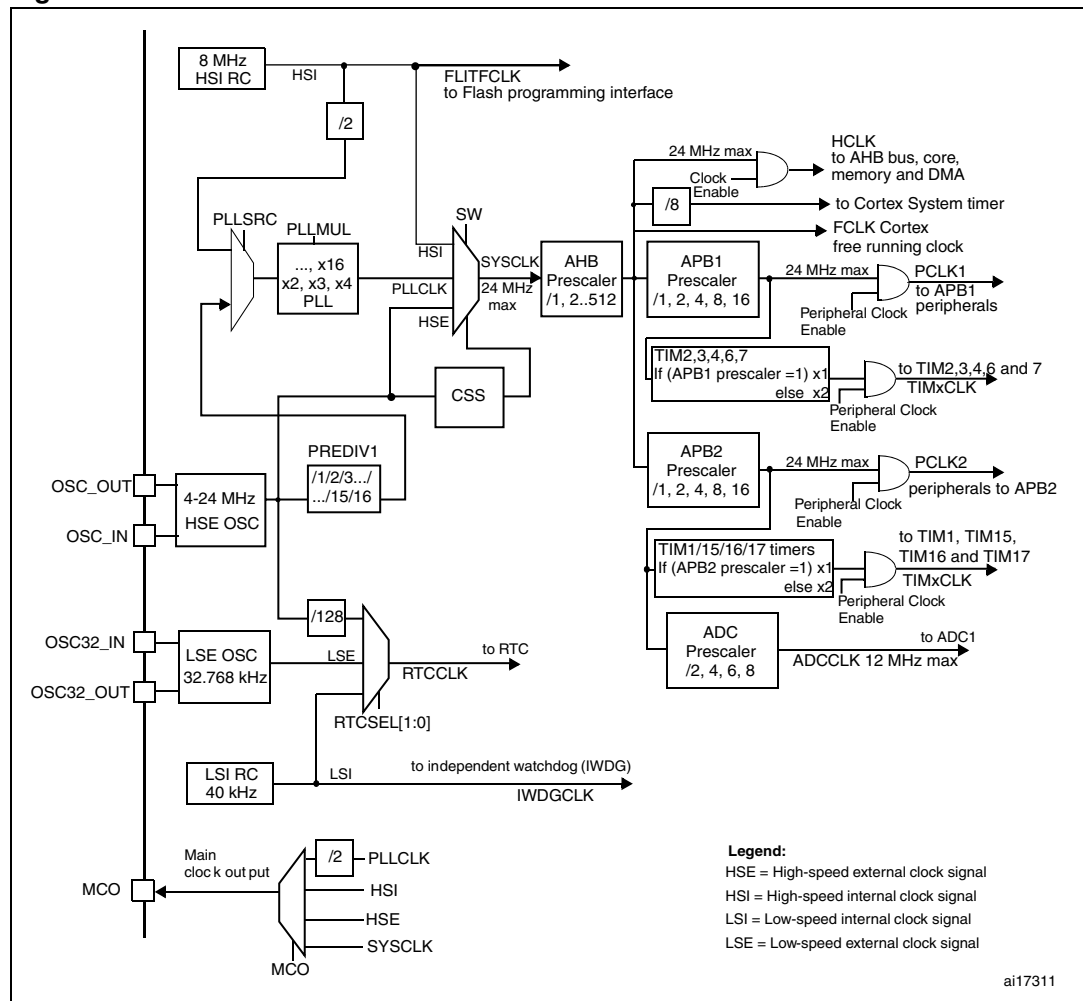 8 MHz
HSI RC
HSI
FLITFCLK
to Flash programming interface
/2
HCLK
to AHB bus, core,
memory and DMA
24 MHz max
Clock
Enable
/8
to Cortex System timer
FCLK Cortex
free running clock
PLLSRC
PLLMUL
..., x16
x2, x3, x4
PLL
SW
HSI
PLLCLK
HSE
SYSCLK
24 MHz
max
AHB
Prescaler
/1, 2..512
APB1
Prescaler
/1, 2, 4, 8, 16
24 MHz max
PCLK1
to APB1
peripherals
Peripheral Clock
Enable
TIM2,3,4,6,7
If (APB1 prescaler =1) x1
else x2
to TIM2,3,4,6 and 7
TIMxCLK
Peripheral Clock
Enable
CSS
PREDIV1
/1/2/3.../
.../15/16
APB2
Prescaler
/1, 2, 4, 8, 16
24 MHz max
PCLK2
peripherals to APB2
Peripheral Clock
Enable
OSC_OUT
OSC_IN
4-24 MHz
HSE OSC
TIM1/15/16/17 timers
If (APB2 prescaler =1) x1
else x2
to TIM1, TIM15,
TIM16 and TIM17
TIMxCLK
Peripheral Clock
Enable
/128
OSC32_IN
OSC32_OUT
LSE OSC
32.768 kHz
LSE
to RTC
RTCCLK
RTCSEL[1:0]
ADC
Prescaler
/2, 4, 6, 8
to ADC1
ADCCLK 12 MHz max
LSI RC
40 kHz
LSI
to independent watchdog (IWDG)
IWDGCLK
MCO
Main
clock output
/2
PLLCLK
HSI
HSE
SYSCLK
MCO
Legend:
HSE = High-speed external clock signal
HSI = High-speed internal clock signal
LSI = Low-speed internal clock signal
LSE = Low-speed external clock signal
ai17311